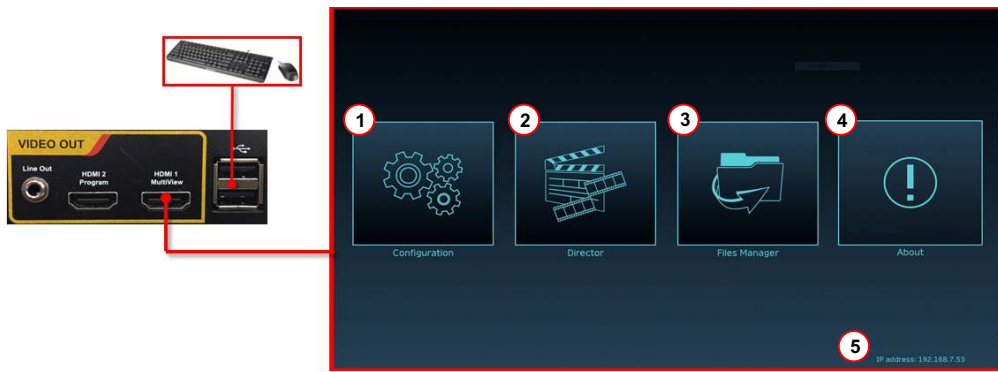 VIDEO OUT
Line Out
HDMI 2
Program
HDMI 1
MultiView
1
2
3
4
Configuration
Director
Files Manager
About
5
IP address: 192.168.7.53